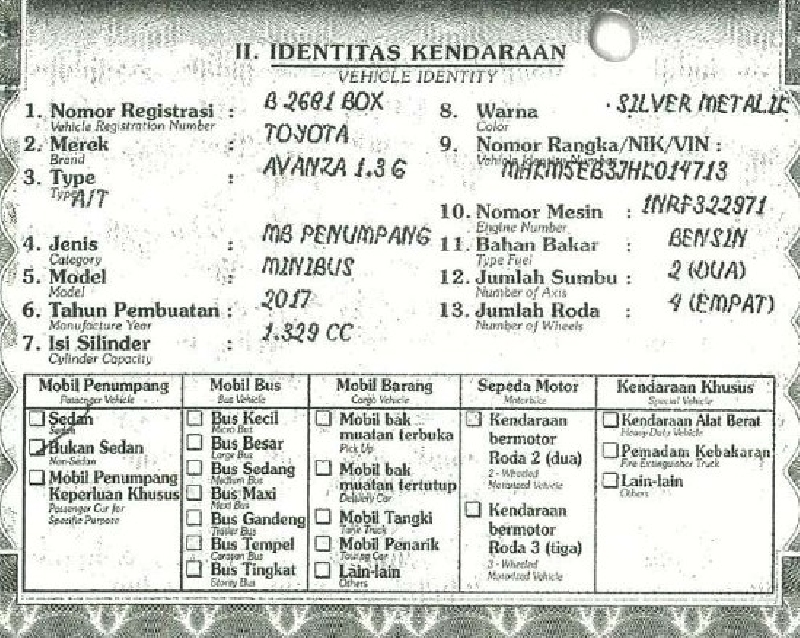 II. IDENTITAS KENDARAAN
VEHICLE IDENTITY
1. Nomor Registrasi : B 2681 BOX
Vehicle Registration Number
2. Merek : TOYOTA
Brand
3. Type : AVANZA 1.3 G
Type A/T
4. Jenis : MB PENUMPANG
Category
5. Model : MINIBUS
Model
6. Tahun Pembuatan : 2017
Manufacture Year
7. Isi Silinder : 1.329 CC
Cylinder Capacity
8. Warna : SILVER METALIK
Color
9. Nomor Rangka/NIK/VIN :
Vehicle Identity Number
10. Nomor Mesin : 1NRF322971
Engine Number
11. Bahan Bakar : BENSIN
Type Fuel
12. Jumlah Sumbu : 2 (DUA)
Number of Axis
13. Jumlah Roda : 4 (EMPAT)
Number of Wheels
Mobil Penumpang
Passenger Vehicle
Sedan
Bukan Sedan
Non-Sedan
Mobil Penumpang
Keperluan Khusus
Passenger Car for
Specific Purpose
Mobil Bus
Bus Vehicle
Bus Kecil
Micro Bus
Bus Besar
Large Bus
Bus Sedang
Medium Bus
Bus Maxi
Maxi Bus
Bus Gandeng
Trailer Bus
Bus Tempel
Caravan Bus
Bus Tingkat
Storey Bus
Mobil Barang
Cargo Vehicle
Mobil bak
muatan terbuka
Pick Up
Mobil bak
muatan tertutup
Delivery Car
Mobil Tangki
Tank Truck
Mobil Penarik
Towing Car
Lain-lain
Others
Sepeda Motor
Motorbike
Kendaraan
bermotor
Roda 2 (dua)
2 - Wheeled
Motorized Vehicle
Kendaraan
bermotor
Roda 3 (tiga)
3 - Wheeled
Motorized Vehicle
Kendaraan Khusus
Special Vehicle
Kendaraan Alat Berat
Heavy-Duty Vehicle
Pemadam Kebakaran
Fire Extinguisher Truck
Lain-lain
Others